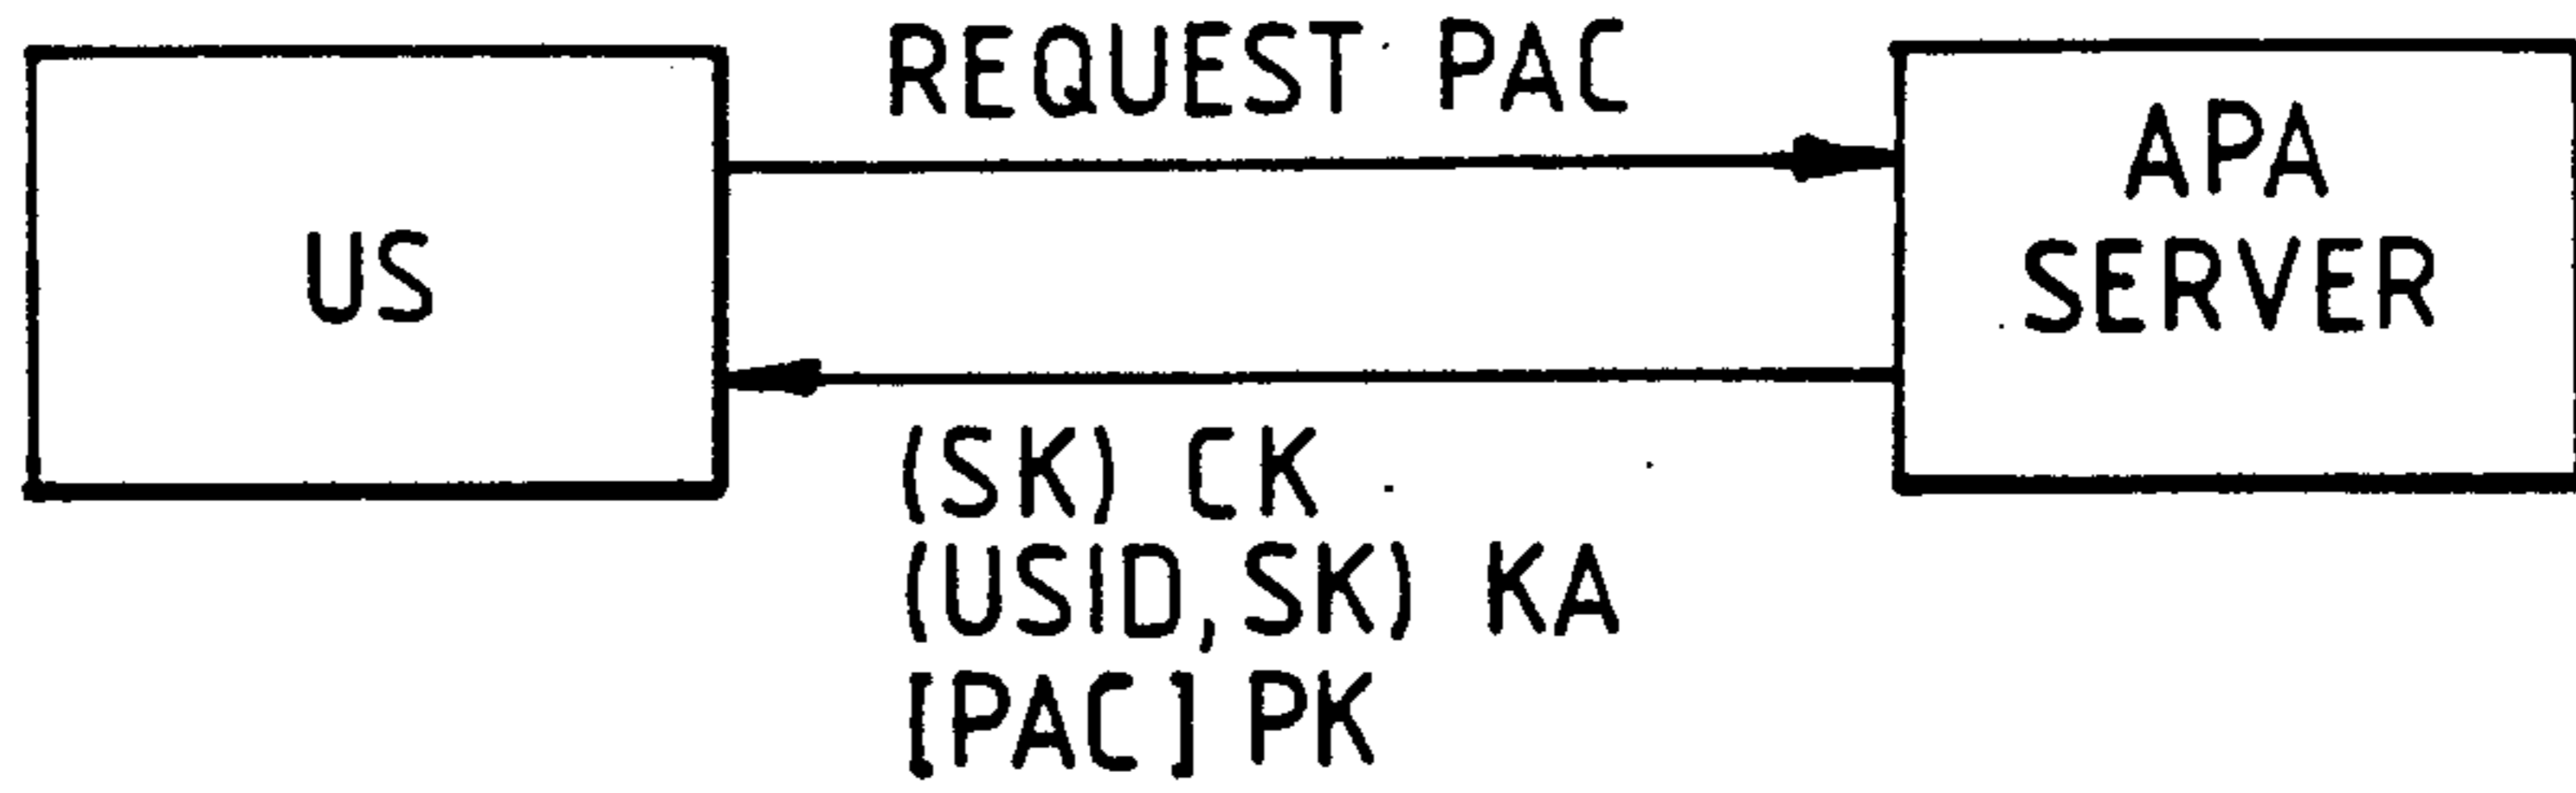 REQUEST PAC
US
APA
SERVER
(SK) CK
(USID, SK) KA
[PAC] PK